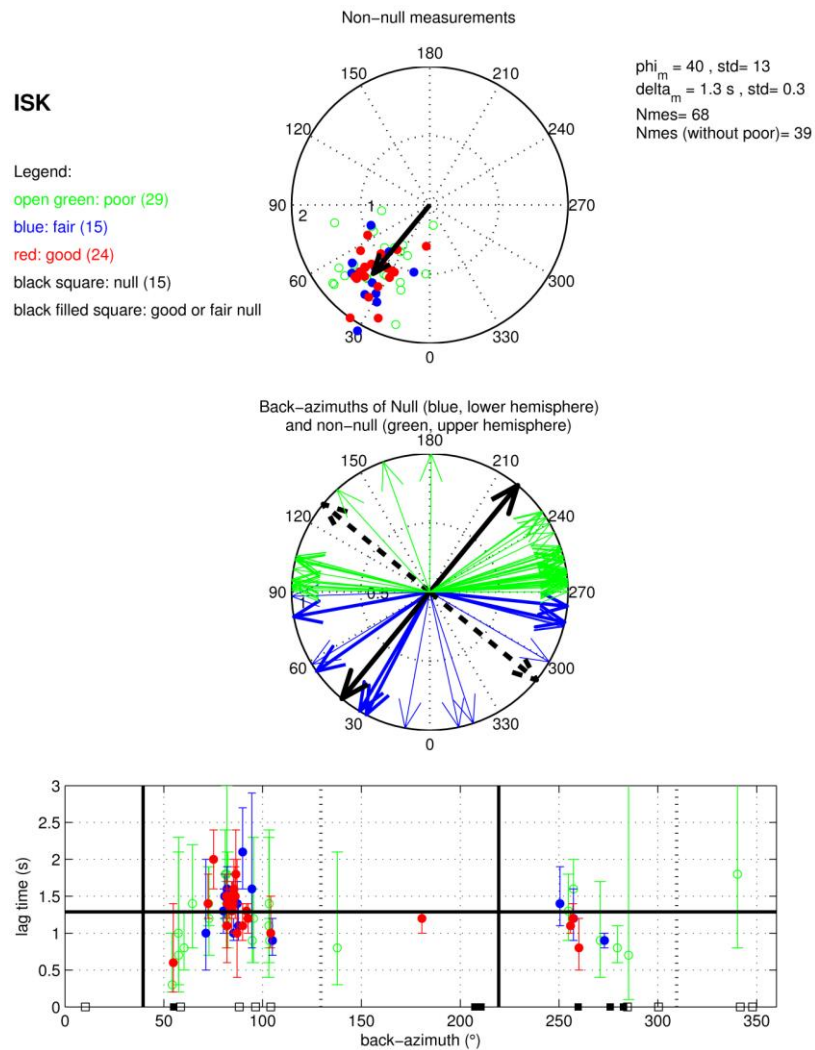 Non−null measurements
ISK
Legend:
open green: poor (29)
blue: fair (15)
red: good (24)
black square: null (15)
black filled square: good or fair null
phi_m = 40 , std= 13
delta_m = 1.3 s , std= 0.3
Nmes= 68
Nmes (without poor)= 39
180
150 210
120 240
90 2 1 270
60 300
30 330
0
Back−azimuths of Null (blue, lower hemisphere)
and non−null (green, upper hemisphere)
180
150 210
120 240
90 1 0.5 270
60 300
30 330
0
lag time (s)
3
2.5
2
1.5
1
0.5
0
0 50 100 150 200 250 300 350
back−azimuth (°)